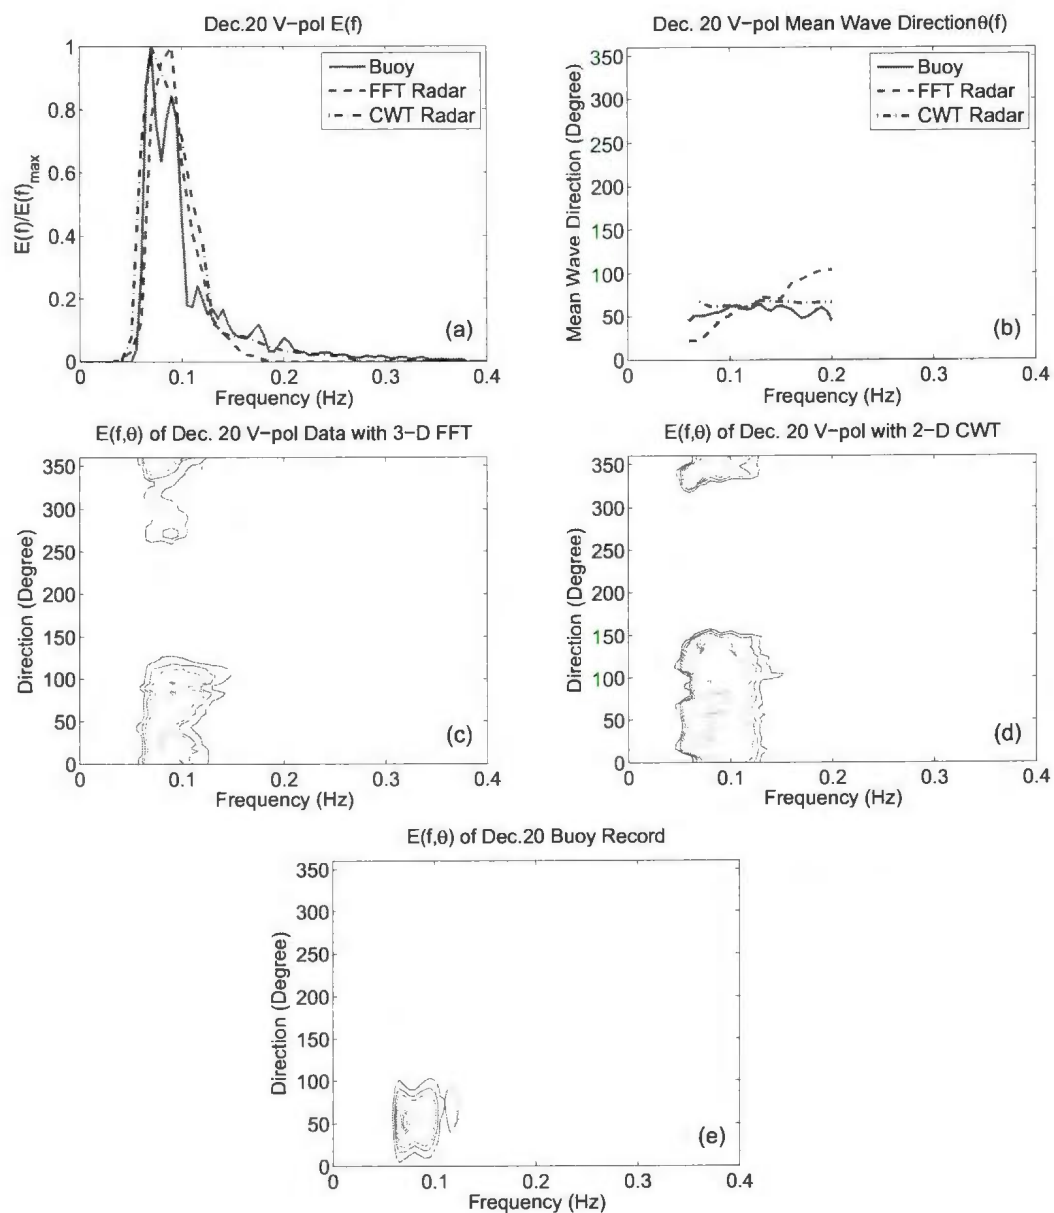 Dec.20 V-pol E(f)
Buoy
FFT Radar
CWT Radar
1
0.8
0.6
0.4
0.2
0
E(f)/E(f)max
(a)
0 0.1 0.2 0.3 0.4
Frequency (Hz)
Dec. 20 V-pol Mean Wave Directionθ(f)
Buoy
FFT Radar
CWT Radar
350
300
250
200
150
100
50
0
Mean Wave Direction (Degree)
(b)
0 0.1 0.2 0.3 0.4
Frequency (Hz)
E(f,θ) of Dec. 20 V-pol Data with 3-D FFT
350
300
250
200
150
100
50
0
Direction (Degree)
(c)
0 0.1 0.2 0.3 0.4
Frequency (Hz)
E(f,θ) of Dec. 20 V-pol with 2-D CWT
350
300
250
200
150
100
50
0
Direction (Degree)
(d)
0 0.1 0.2 0.3 0.4
Frequency (Hz)
E(f,θ) of Dec.20 Buoy Record
350
300
250
200
150
100
50
0
Direction (Degree)
(e)
0 0.1 0.2 0.3 0.4
Frequency (Hz)